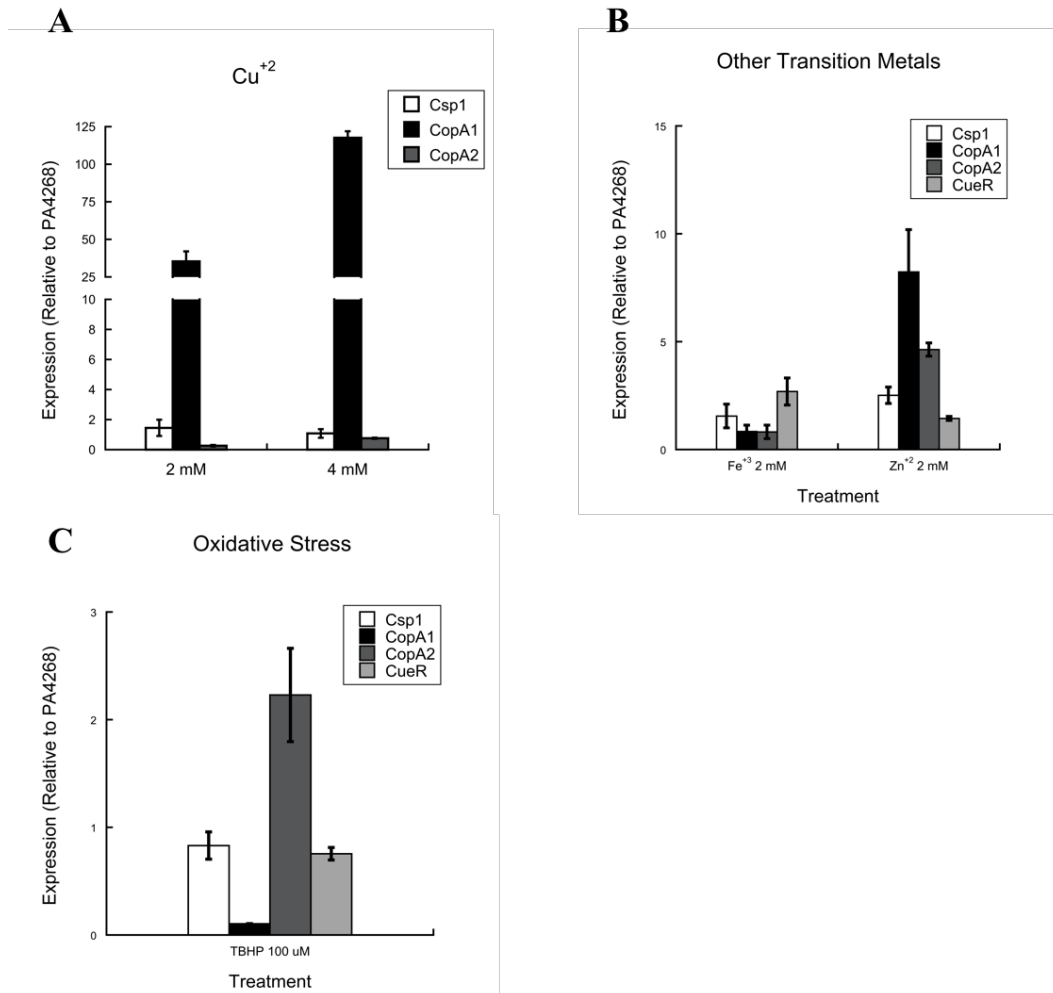 A
Cu+2
Csp1
CopA1
CopA2
Expression (Relative to PA4268)
125
100
75
50
25
10
8
6
4
2
0
2 mM
4 mM
B
Other Transition Metals
Csp1
CopA1
CopA2
CueR
Expression (Relative to PA4268)
15
10
5
0
Fe+3 2 mM
Zn+2 2 mM
Treatment
C
Oxidative Stress
Csp1
CopA1
CopA2
CueR
Expression (Relative to PA4268)
3
2
1
0
TBHP 100 uM
Treatment